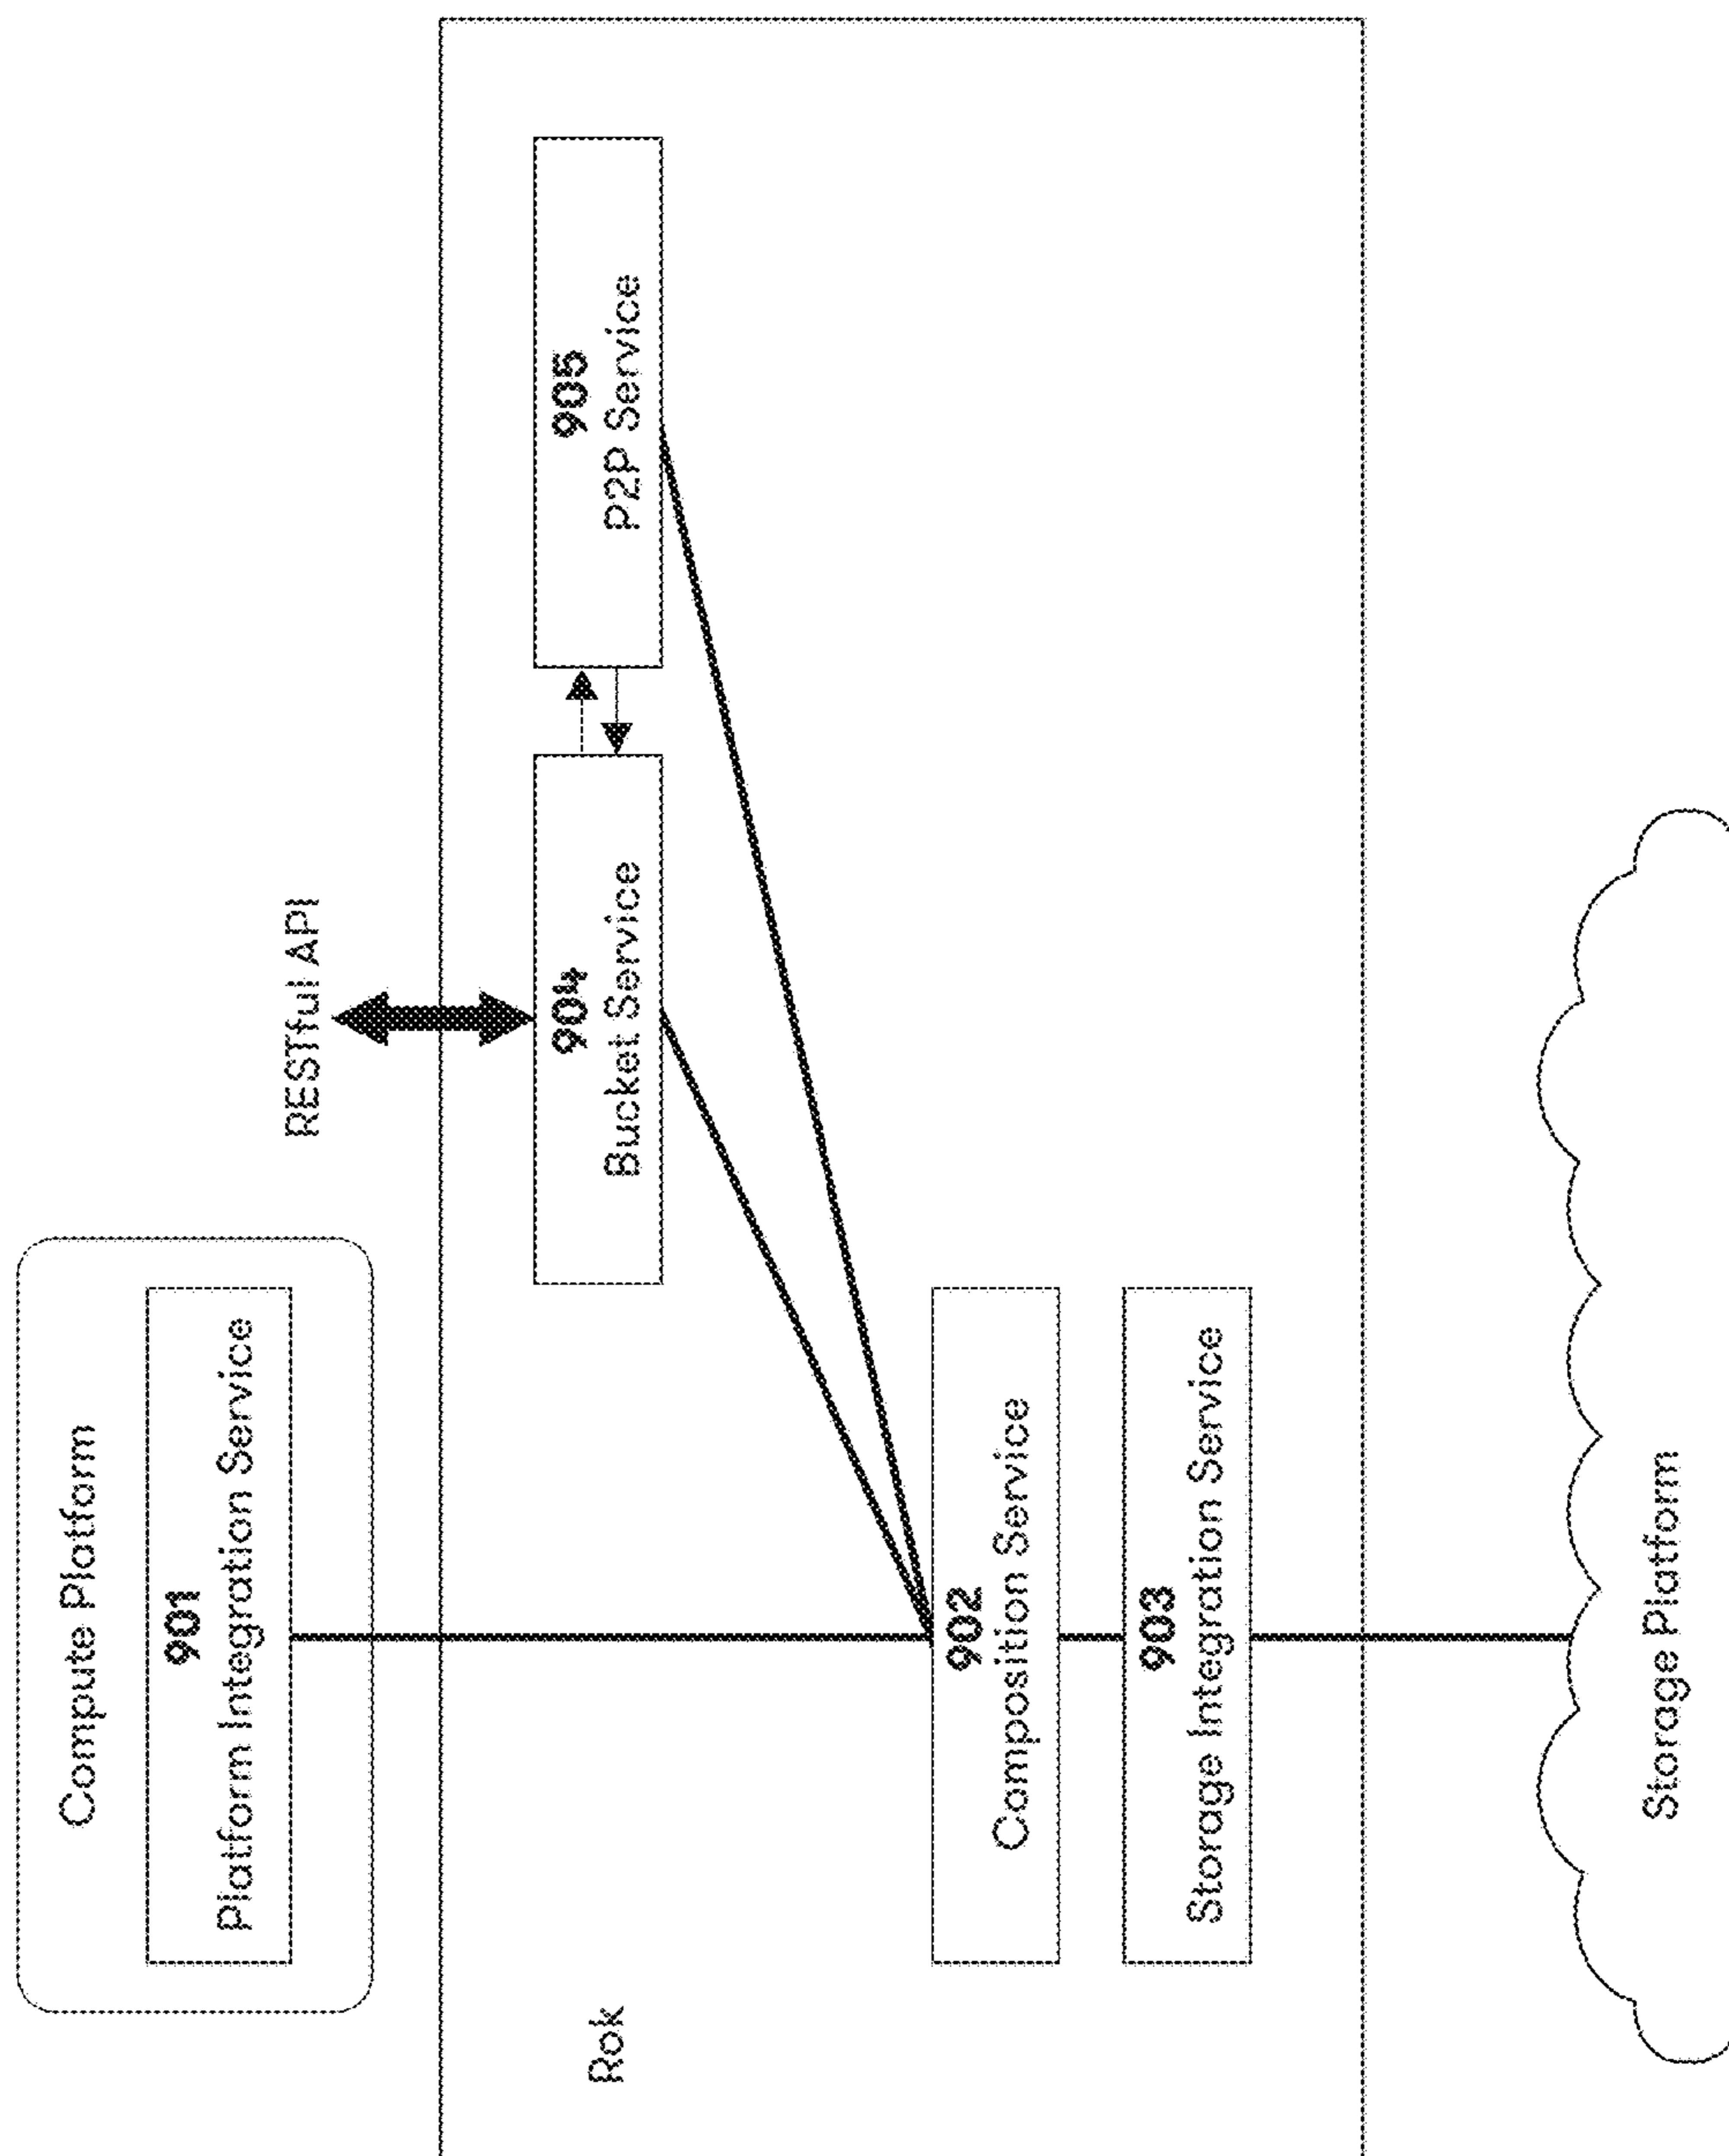 Compute Platform
901
Platform Integration Service
RESTful API
Rok
904
Bucket Service
905
P2P Service
902
Composition Service
903
Storage Integration Service
Storage Platform